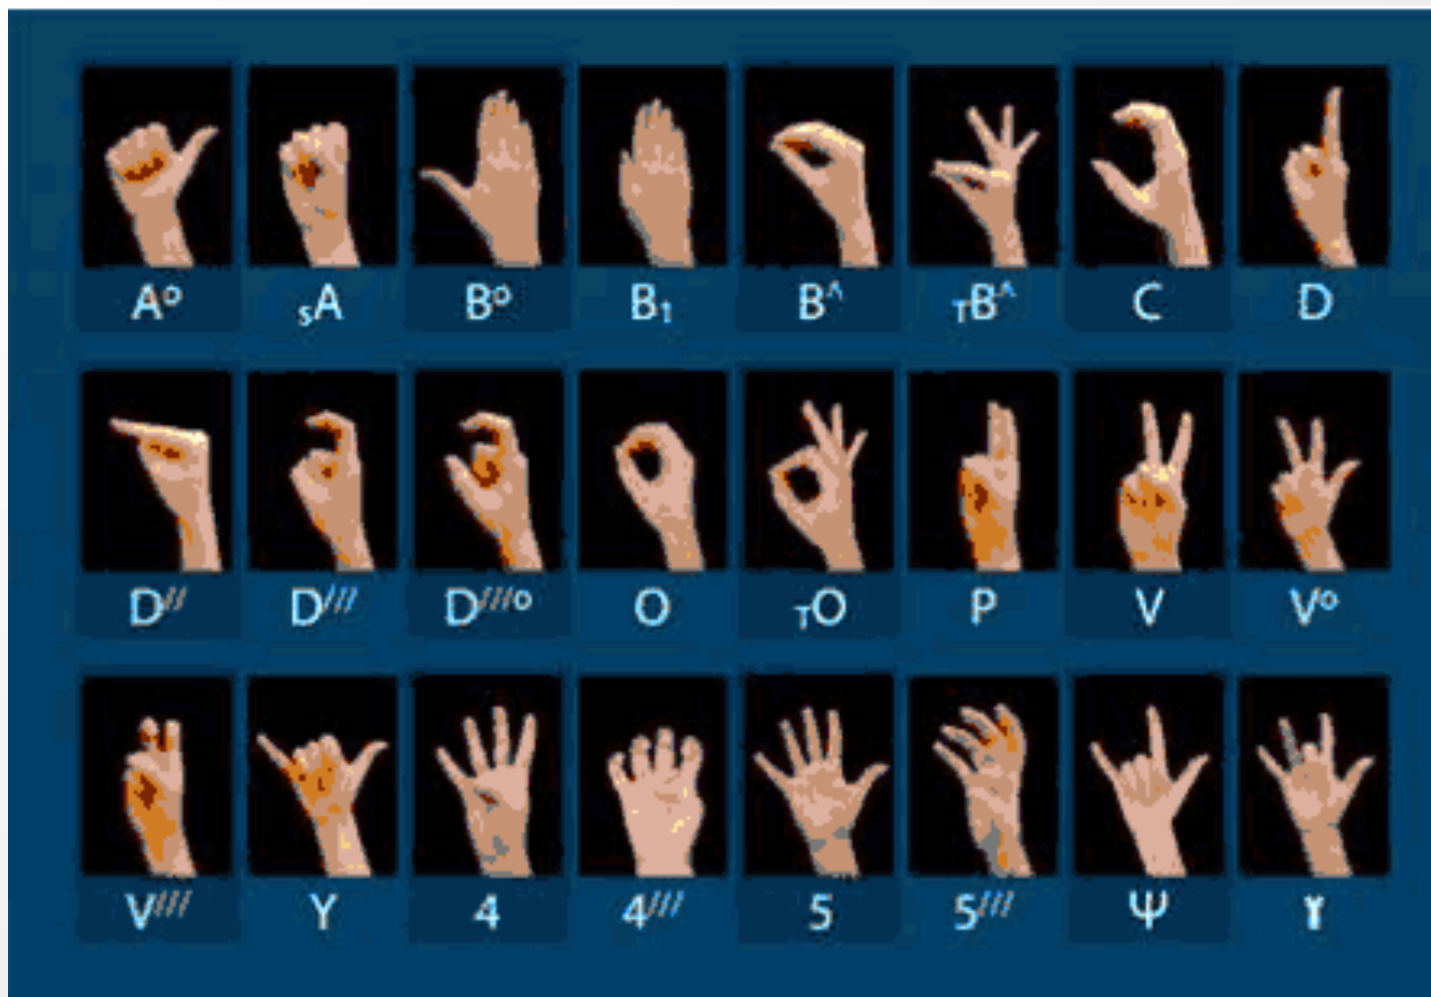 Aᴼ ₛA Bᴼ B₁ B^ ₜB^ C D
D// D/// D///ᴼ O ₜO P V Vᴼ
V/// Y 4 4/// 5 5/// Ψ